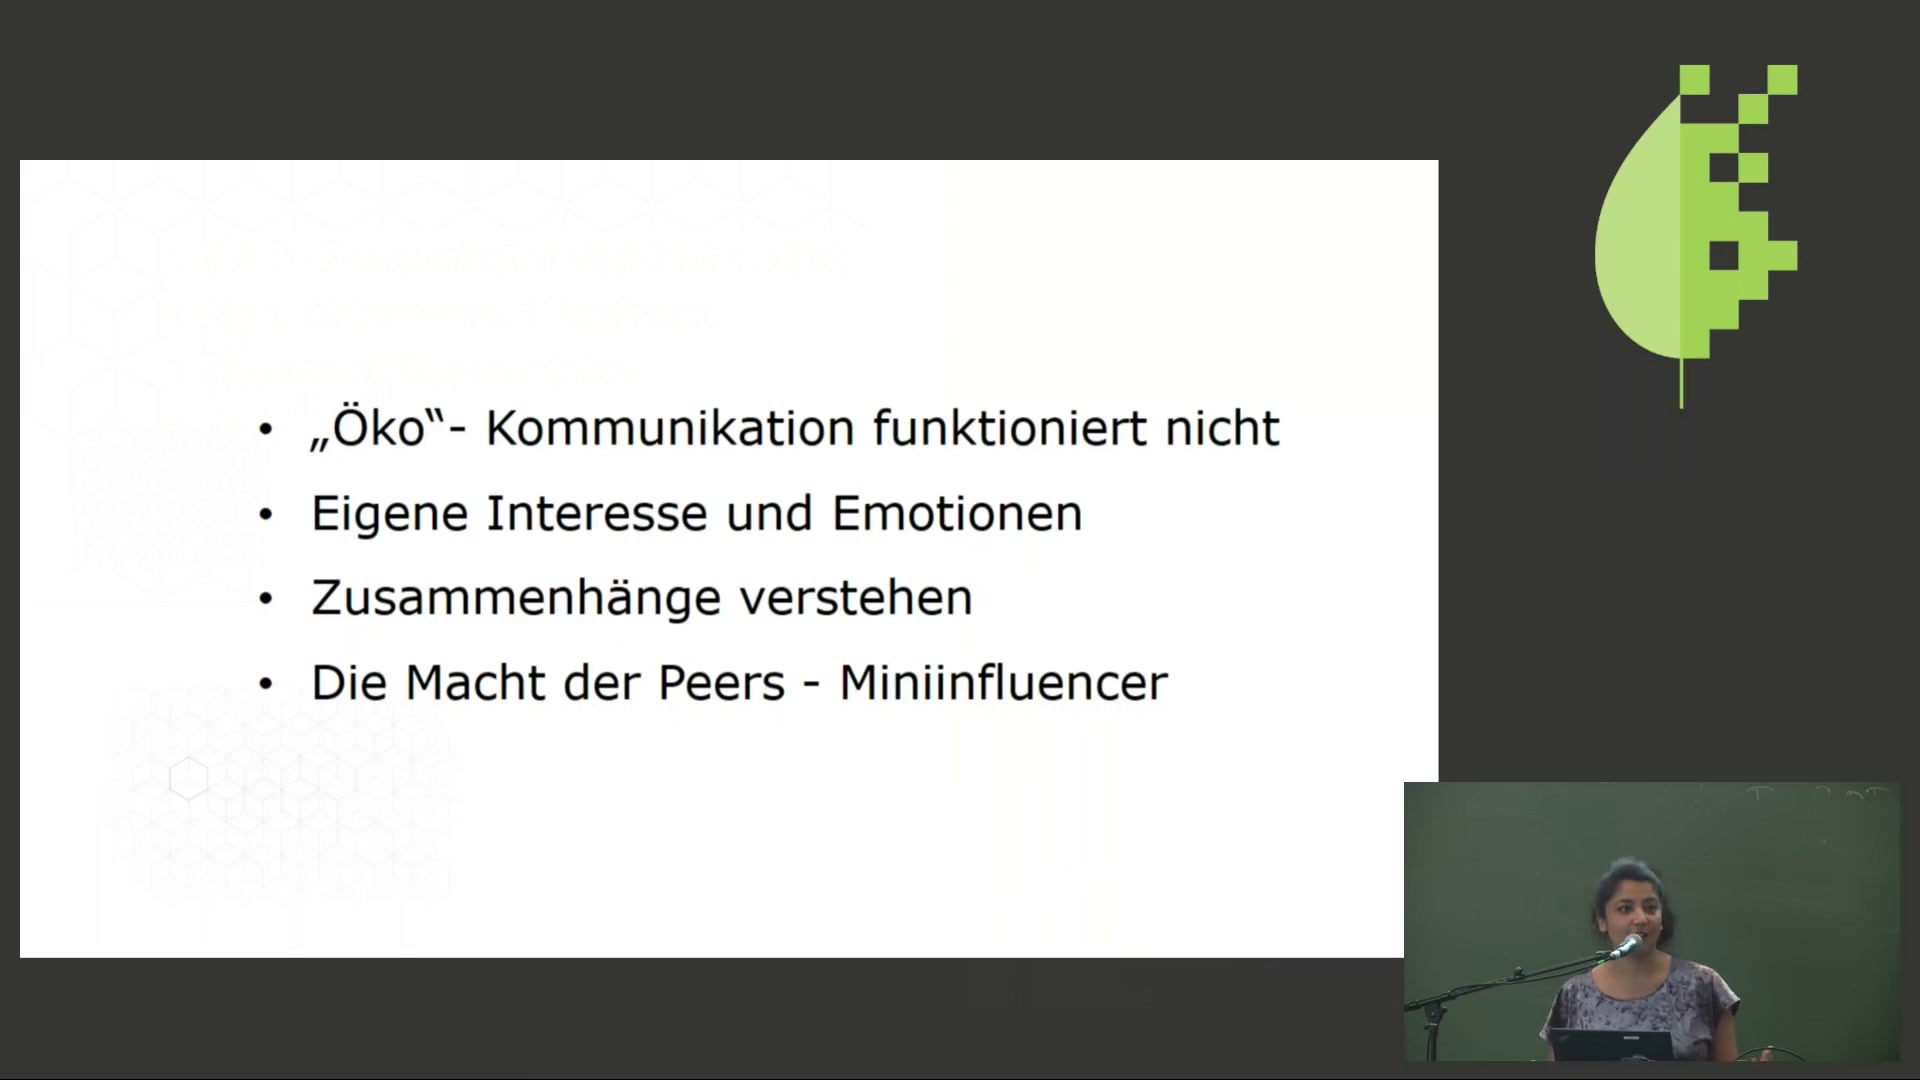 • „Öko“- Kommunikation funktioniert nicht
• Eigene Interesse und Emotionen
• Zusammenhänge verstehen
• Die Macht der Peers - Miniinfluencer